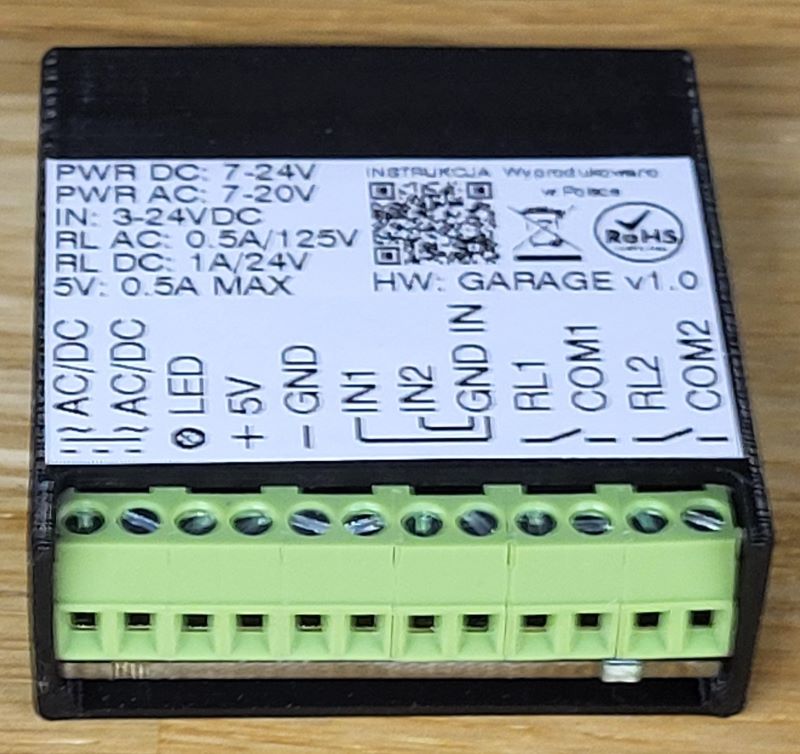 PWR DC: 7-24V
PWR AC: 7-20V
IN: 3-24VDC
RL AC: 0.5A/125V
RL DC: 1A/24V
5V: 0.5A MAX
INSTRUKCJA
Wyprodukowano
w Polsce
RoHS
HW: GARAGE v1.0
AC/DC
AC/DC
LED
+ 5V
- GND
IN1
IN2
GND IN
RL1
COM1
RL2
COM2